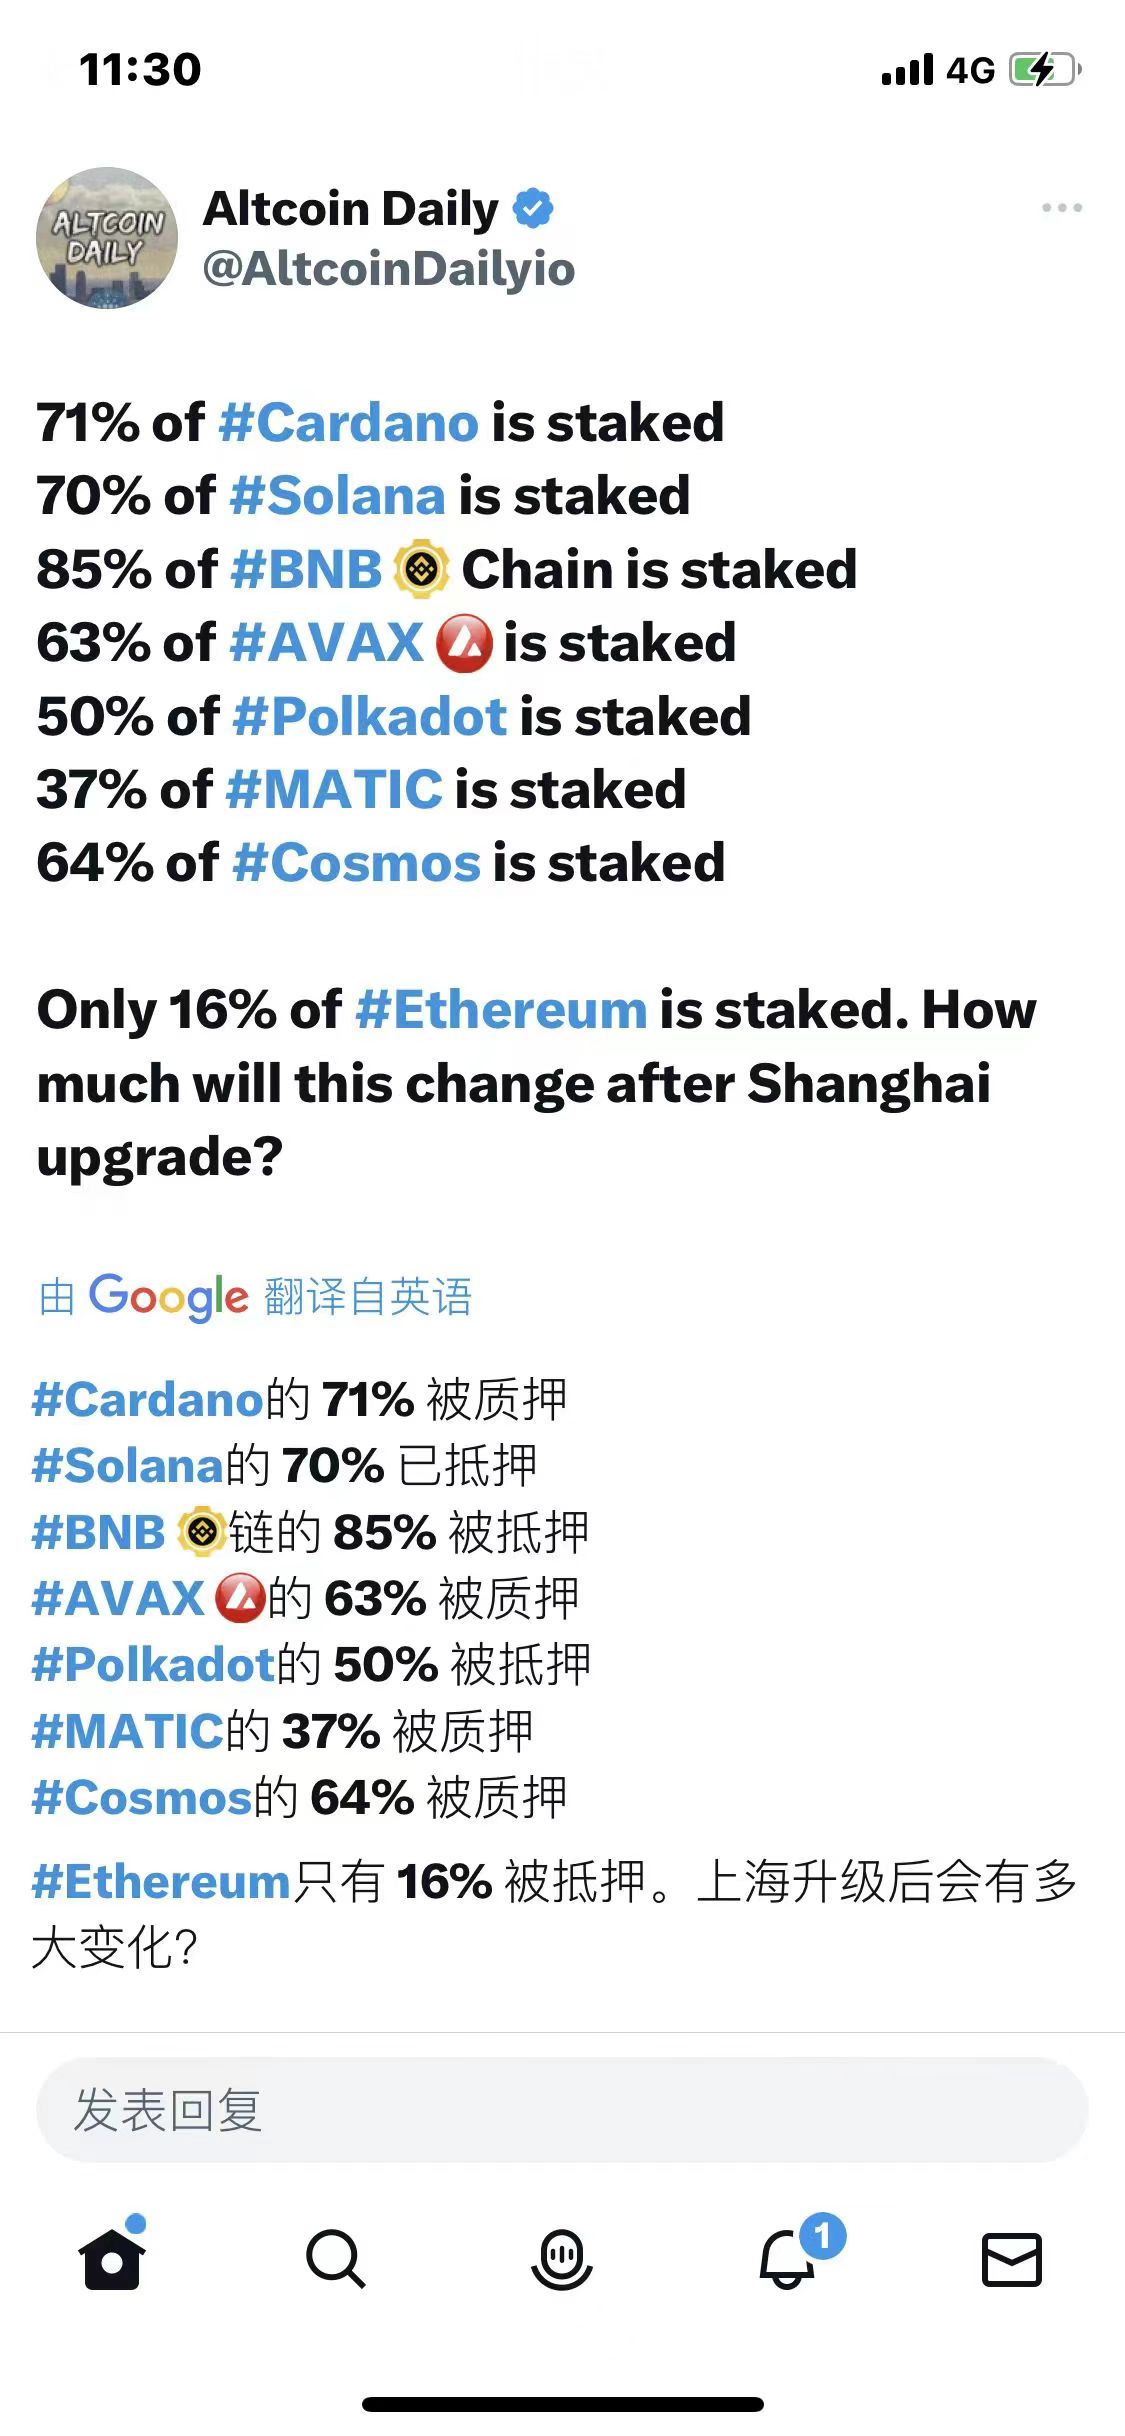 11:30
4G
ALTCOIN
DAILY
Altcoin Daily
@AltcoinDailyio
71% of #Cardano is staked
70% of #Solana is staked
85% of #BNB Chain is staked
63% of #AVAX is staked
50% of #Polkadot is staked
37% of #MATIC is staked
64% of #Cosmos is staked
Only 16% of #Ethereum is staked. How
much will this change after Shanghai
upgrade?
由 Google 翻译自英语
#Cardano的 71% 被质押
#Solana的 70% 已抵押
#BNB 链的 85% 被抵押
#AVAX 的 63% 被质押
#Polkadot的 50% 被抵押
#MATIC的 37% 被质押
#Cosmos的 64% 被质押
#Ethereum只有 16% 被抵押。上海升级后会有多
大变化？
发表回复
1